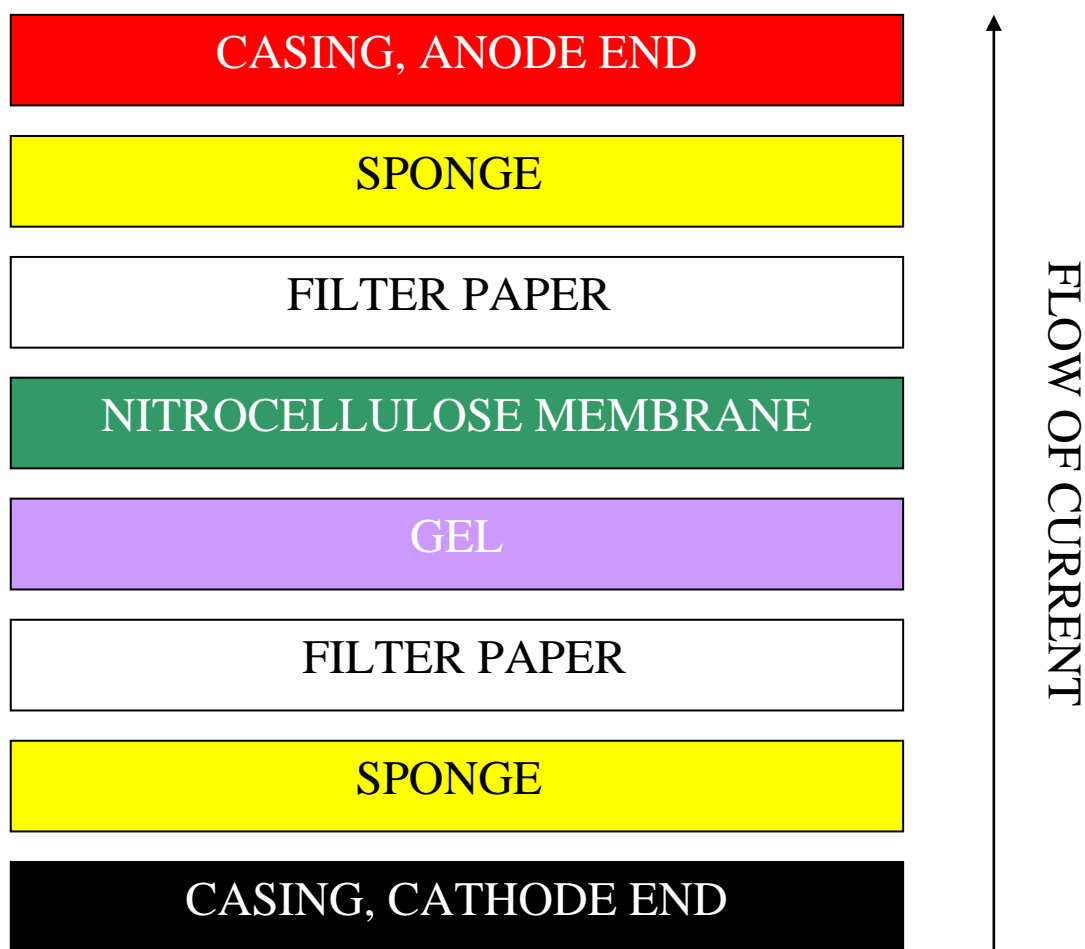 CASING, ANODE END
SPONGE
FILTER PAPER
NITROCELLULOSE MEMBRANE
GEL
FILTER PAPER
SPONGE
CASING, CATHODE END
FLOW OF CURRENT